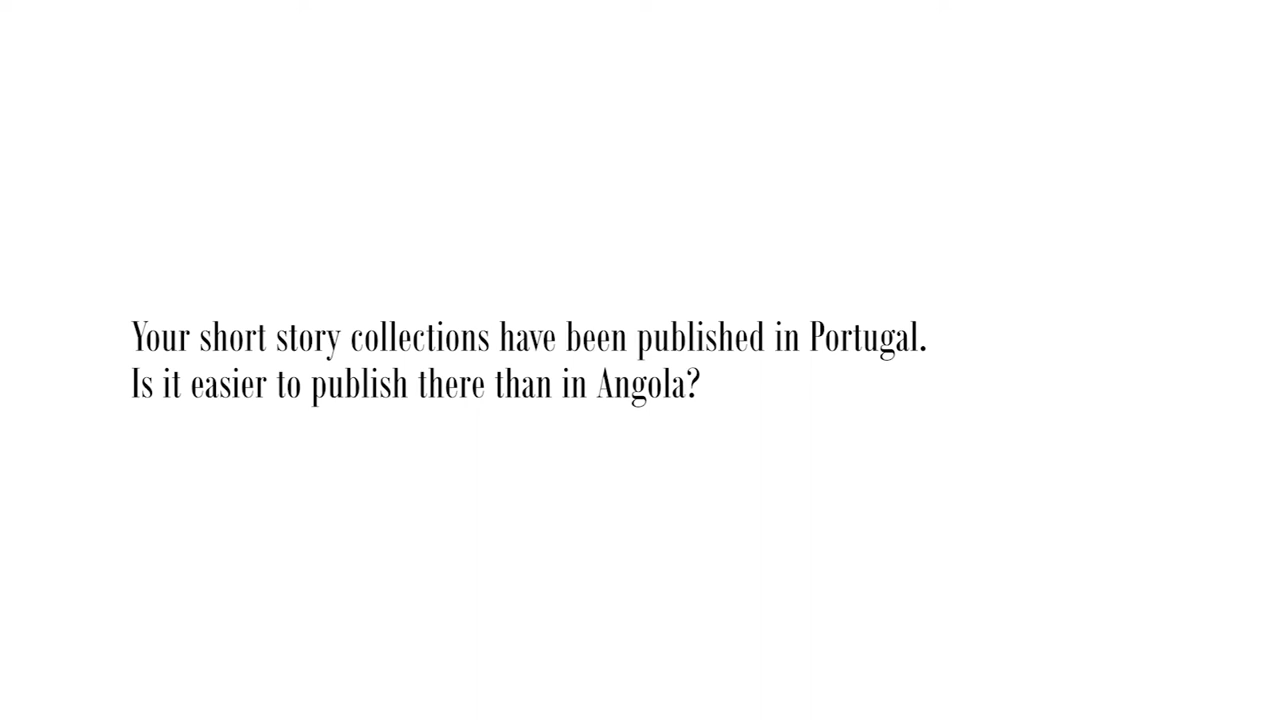 Your short story collections have been published in Portugal.
Is it easier to publish there than in Angola?